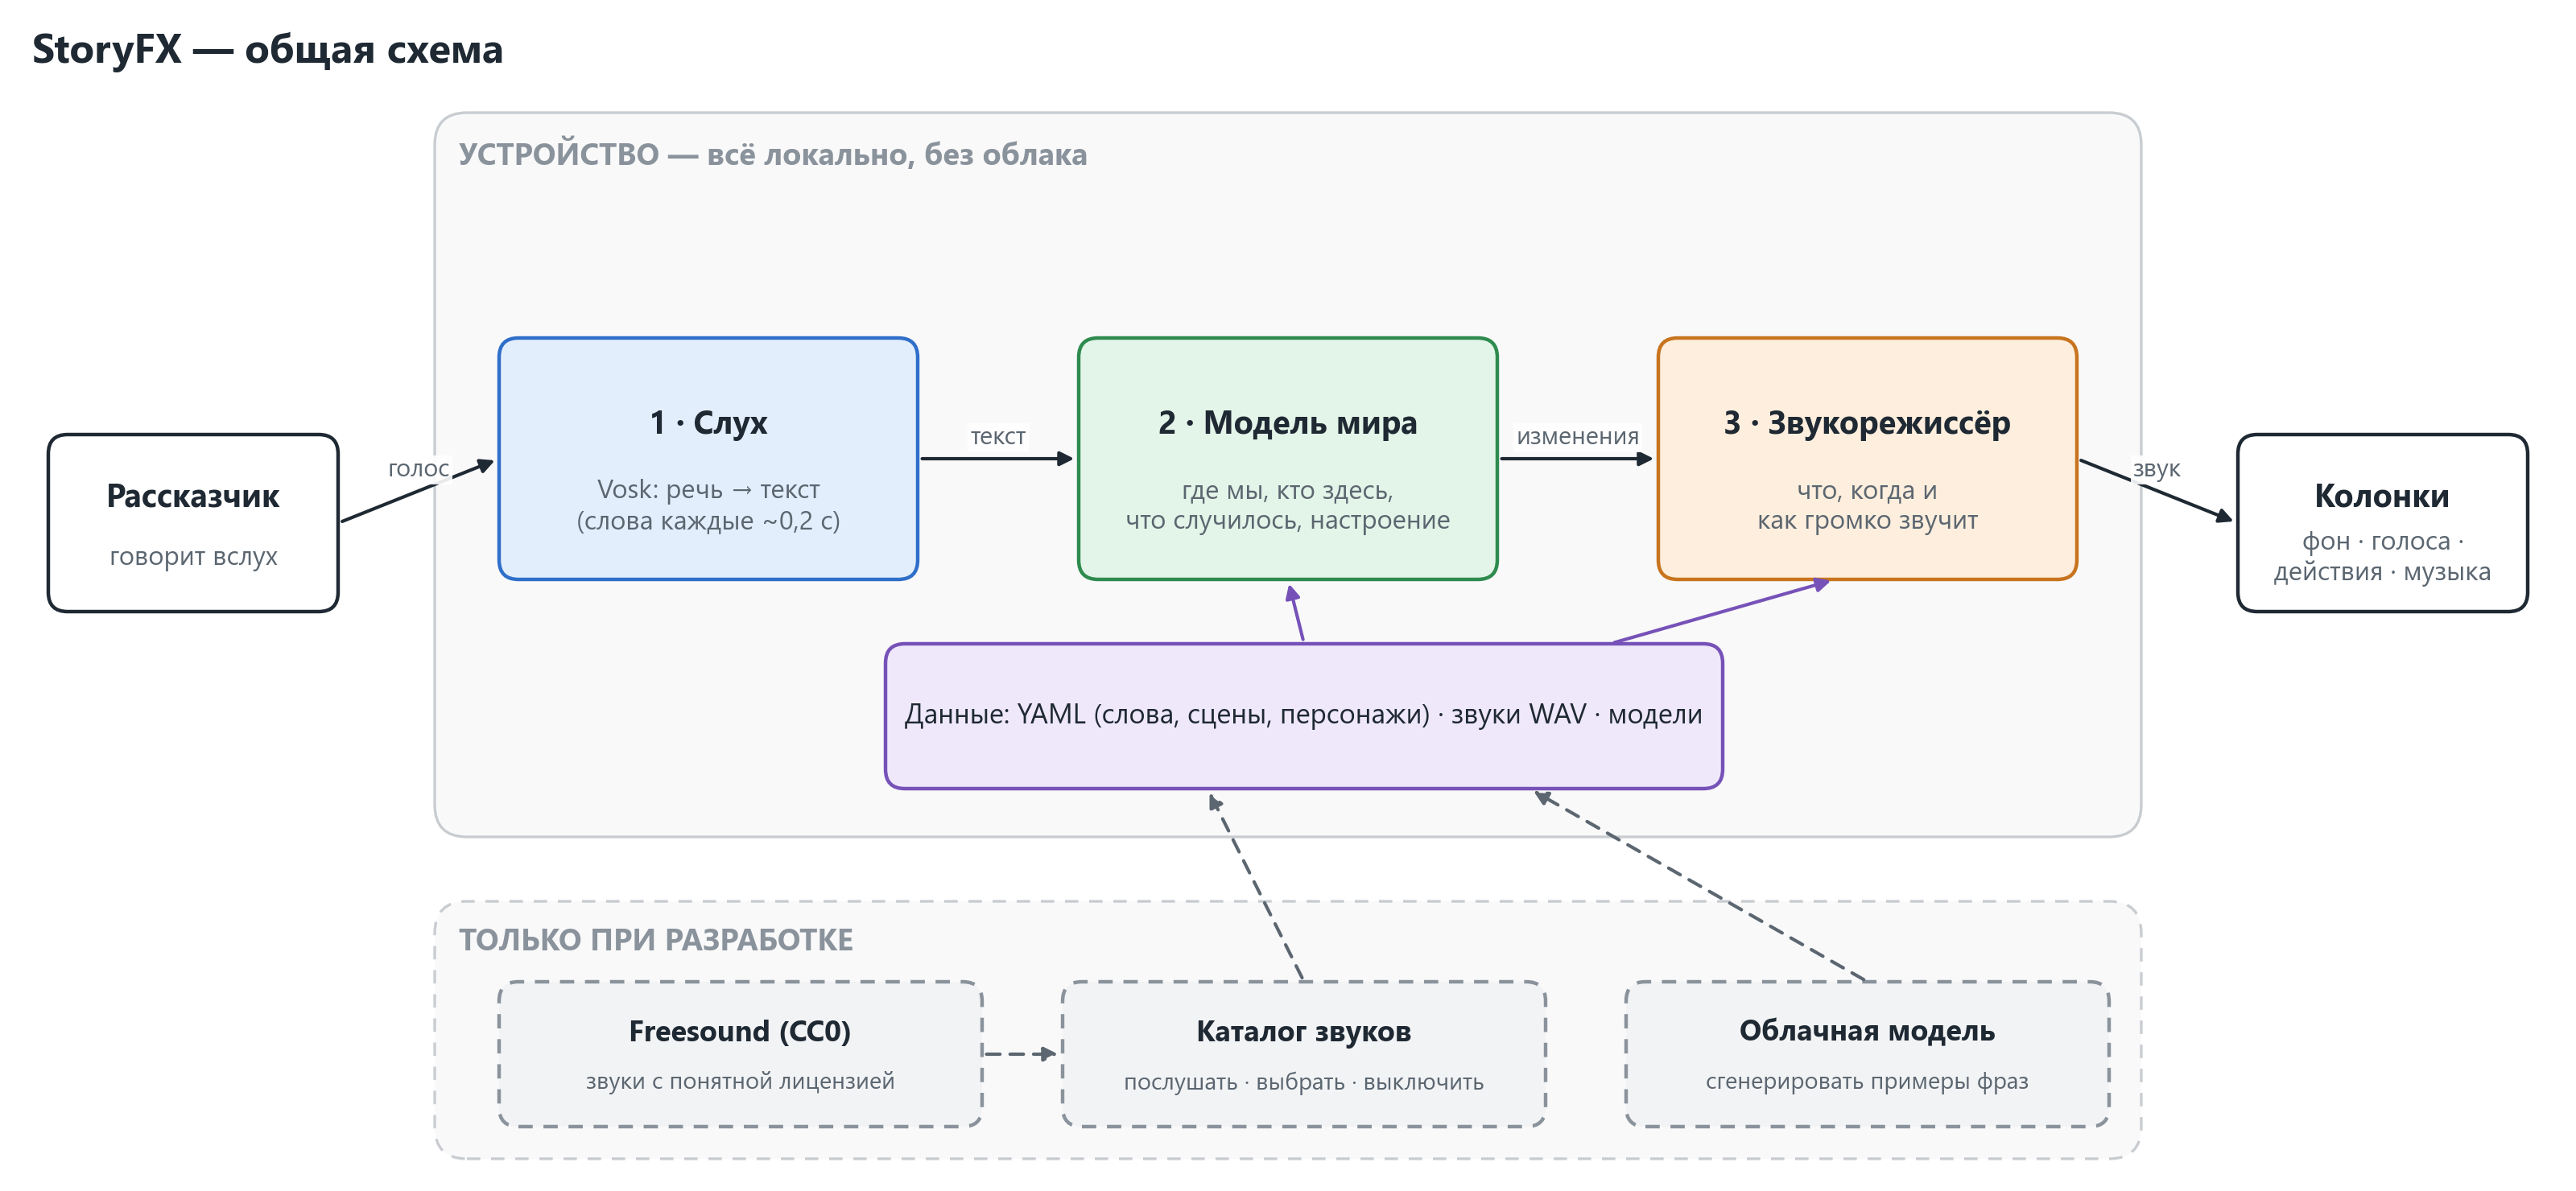 StoryFX — общая схема
УСТРОЙСТВО — всё локально, без облака
Рассказчик
говорит вслух
голос
1 · Слух
Vosk: речь → текст
(слова каждые ~0,2 с)
текст
2 · Модель мира
где мы, кто здесь,
что случилось, настроение
изменения
3 · Звукорежиссёр
что, когда и
как громко звучит
звук
Колонки
фон · голоса ·
действия · музыка
Данные: YAML (слова, сцены, персонажи) · звуки WAV · модели
ТОЛЬКО ПРИ РАЗРАБОТКЕ
Freesound (CC0)
звуки с понятной лицензией
Каталог звуков
послушать · выбрать · выключить
Облачная модель
сгенерировать примеры фраз